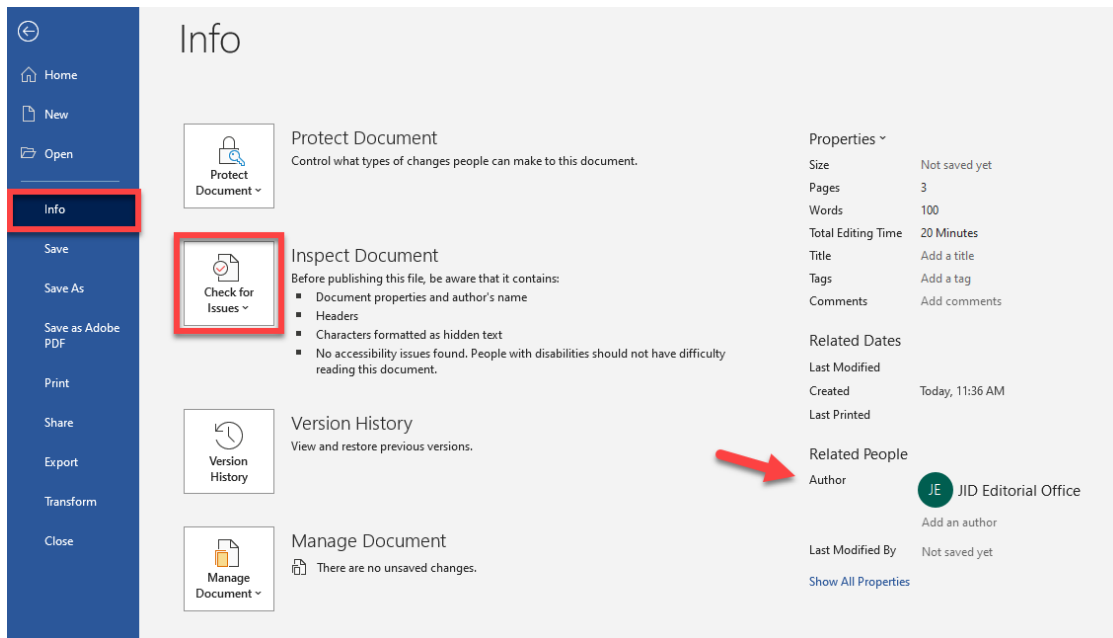 Info
Home
New
Open
Info
Save
Save As
Save as Adobe
PDF
Print
Share
Export
Transform
Close
Protect
Document
Protect Document
Control what types of changes people can make to this document.
Check for
Issues
Inspect Document
Before publishing this file, be aware that it contains:
Document properties and author's name
Headers
Characters formatted as hidden text
No accessibility issues found. People with disabilities should not have difficulty
reading this document.
Version
History
Version History
View and restore previous versions.
Manage
Document
Manage Document
There are no unsaved changes.
Properties
Size Not saved yet
Pages 3
Words 100
Total Editing Time 20 Minutes
Title Add a title
Tags Add a tag
Comments Add comments
Related Dates
Last Modified
Created Today, 11:36 AM
Last Printed
Related People
Author JE JID Editorial Office
Add an author
Last Modified By Not saved yet
Show All Properties